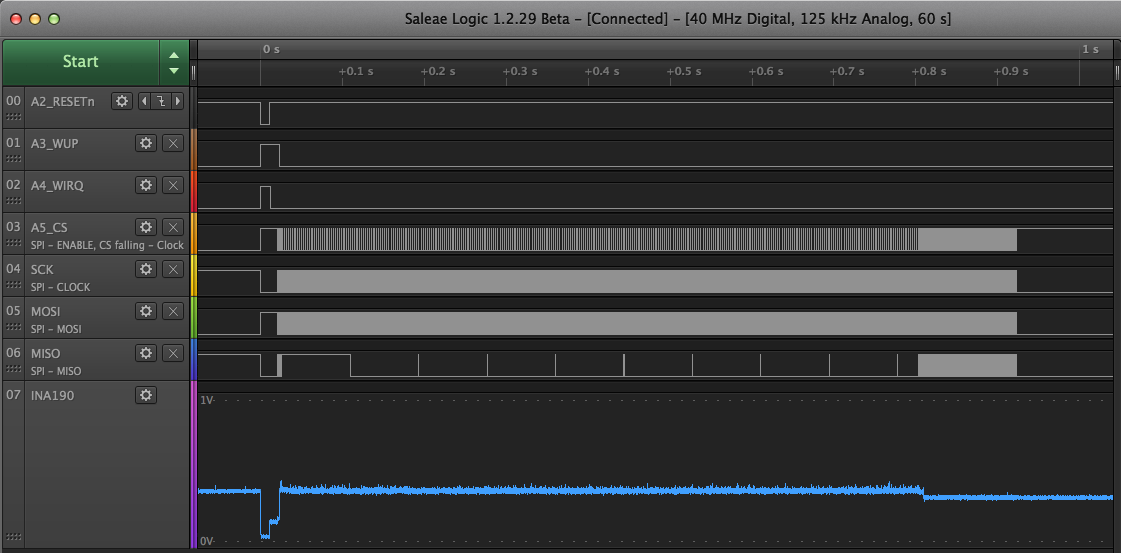 Saleae Logic 1.2.29 Beta – [Connected] – [40 MHz Digital, 125 kHz Analog, 60 s]
Start
0 s
1 s
+0.1 s
+0.2 s
+0.3 s
+0.4 s
+0.5 s
+0.6 s
+0.7 s
+0.8 s
+0.9 s
00 A2_RESETn
01 A3_WUP
02 A4_WIRQ
03 A5_CS
SPI – ENABLE, CS falling – Clock
04 SCK
SPI – CLOCK
05 MOSI
SPI – MOSI
06 MISO
SPI – MISO
07 INA190
1V
0V